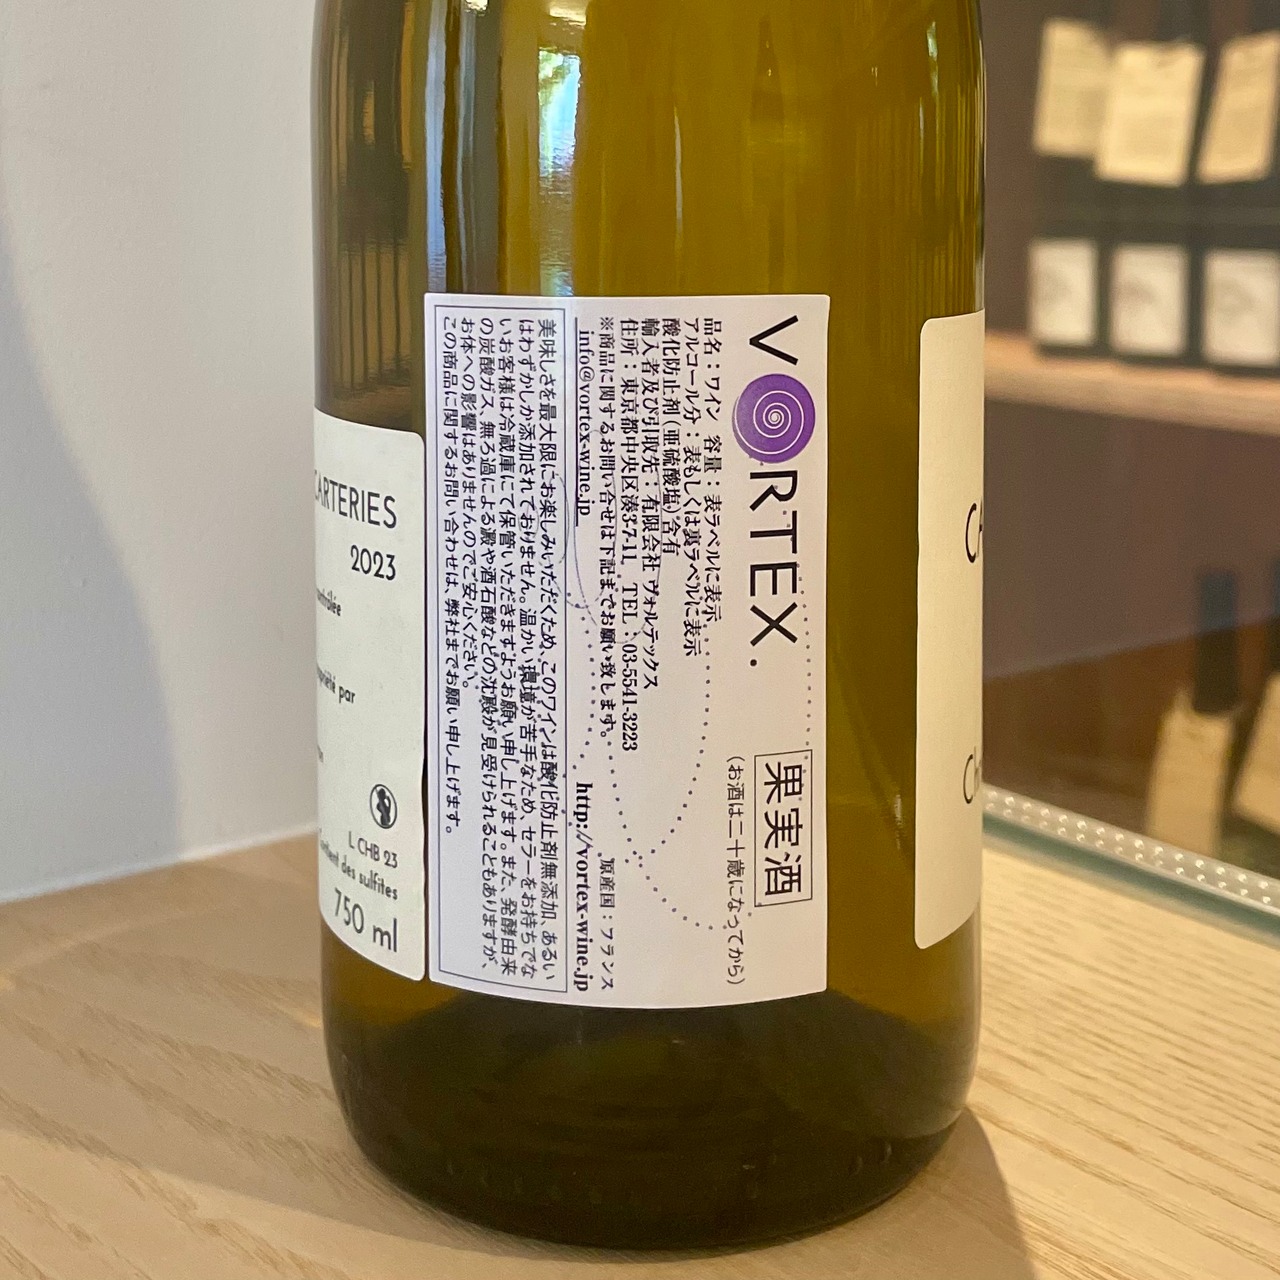 VORTEX.
果実酒
(お酒は二十歳になってから)
品名：ワイン 容量：表ラベルに表示
アルコール分：表もしくは裏ラベルに表示
酸化防止剤(亜硫酸塩)含有
輸入者及び引取先：有限会社 ヴォルテックス
住所：東京都中央区湊3-7-11 TEL：03-5541-3223
※商品に関するお問い合せは下記までお願い致します。
原産国：フランス
info@vortex-wine.jp
http://vortex-wine.jp
美味しさを最大限にお楽しみいただくため、このワインは酸化防止剤無添加、あるい
はわずかしか添加されておりません。温かい環境が苦手なため、セラーをお持ちでな
いお客様は冷蔵庫にて保管いただきますようお願い申し上げます。また、発酵由来
の炭酸ガス、無ろ過による澱や酒石酸などの沈殿が見受けられることもありますが、
お体への影響はありませんのでご安心ください。
この商品に関するお問い合わせは、弊社までお願い申し上げます。
CARTERIES
2023
par
L CHB 23
des sulfites
750 ml